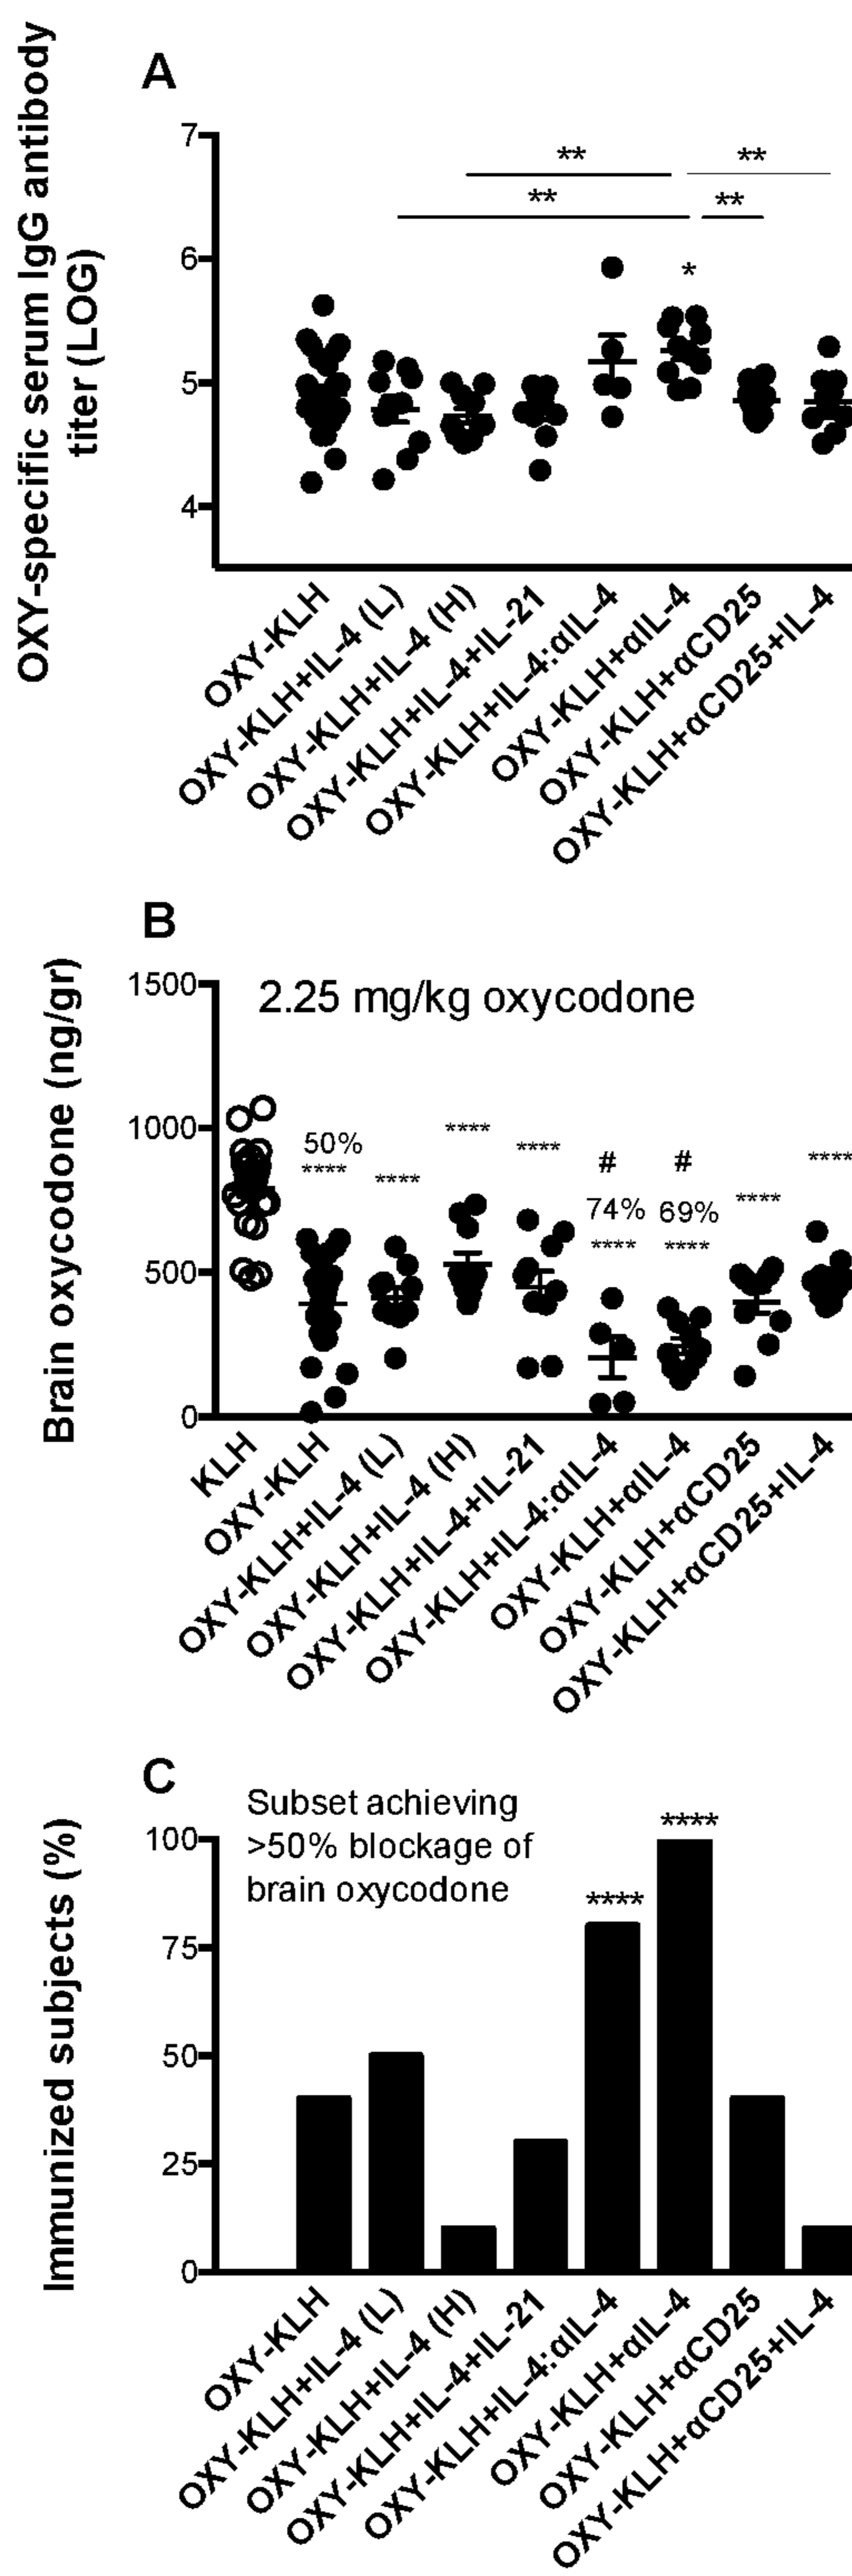 A
OXY-specific serum IgG antibody
titer (LOG)
7
6
5
4
**
**
**
**
*
OXY-KLH
OXY-KLH+IL-4 (L)
OXY-KLH+IL-4 (H)
OXY-KLH+IL-4+IL-21
OXY-KLH+IL-4:αIL-4
OXY-KLH+αIL-4
OXY-KLH+αCD25
OXY-KLH+αCD25+IL-4
B
Brain oxycodone (ng/gr)
1500
1000
500
0
2.25 mg/kg oxycodone
50%
****
****
****
****
#
74%
****
#
69%
****
****
****
KLH
OXY-KLH
OXY-KLH+IL-4 (L)
OXY-KLH+IL-4 (H)
OXY-KLH+IL-4+IL-21
OXY-KLH+IL-4:αIL-4
OXY-KLH+αIL-4
OXY-KLH+αCD25
OXY-KLH+αCD25+IL-4
C
Immunized subjects (%)
100
75
50
25
0
Subset achieving
>50% blockage of
brain oxycodone
****
****
OXY-KLH
OXY-KLH+IL-4 (L)
OXY-KLH+IL-4 (H)
OXY-KLH+IL-4+IL-21
OXY-KLH+IL-4:αIL-4
OXY-KLH+αIL-4
OXY-KLH+αCD25
OXY-KLH+αCD25+IL-4